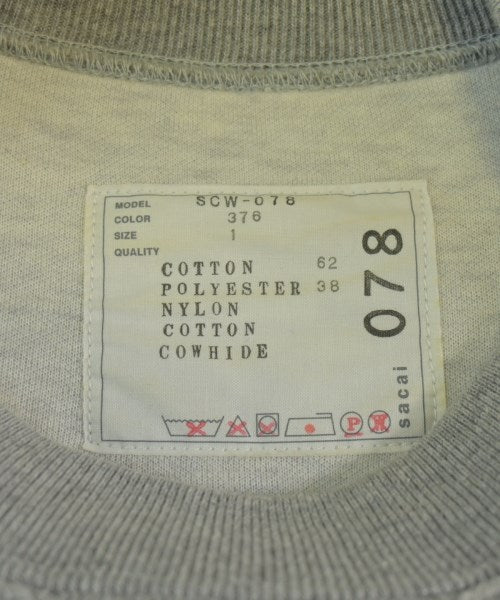 MODEL SCW-078
COLOR 376
SIZE 1
QUALITY
COTTON 62
POLYESTER 38
NYLON
COTTON
COWHIDE
P
sacai 078